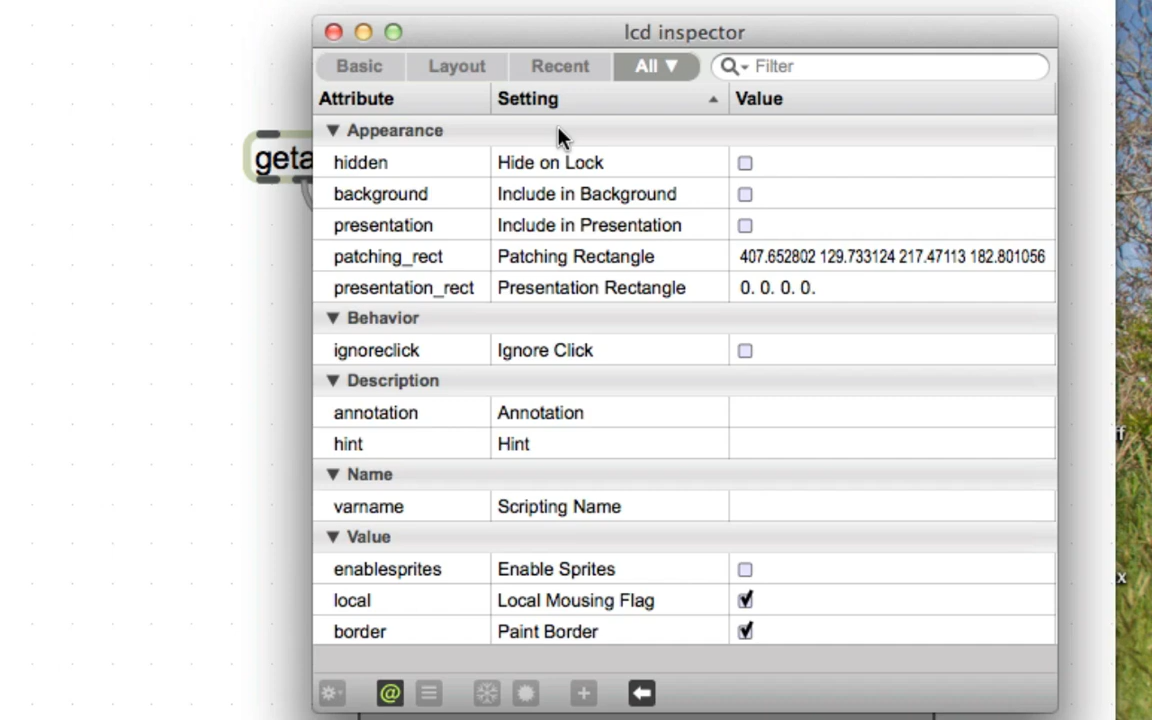 lcd inspector
Basic Layout Recent All ▼ Filter
Attribute Setting Value
▼ Appearance
geta
hidden Hide on Lock
background Include in Background
presentation Include in Presentation
patching_rect Patching Rectangle 407.652802 129.733124 217.47113 182.801056
presentation_rect Presentation Rectangle 0. 0. 0. 0.
▼ Behavior
ignoreclick Ignore Click
▼ Description
annotation Annotation
ff
hint Hint
▼ Name
varname Scripting Name
▼ Value
enablesprites Enable Sprites
x
local Local Mousing Flag
border Paint Border
@